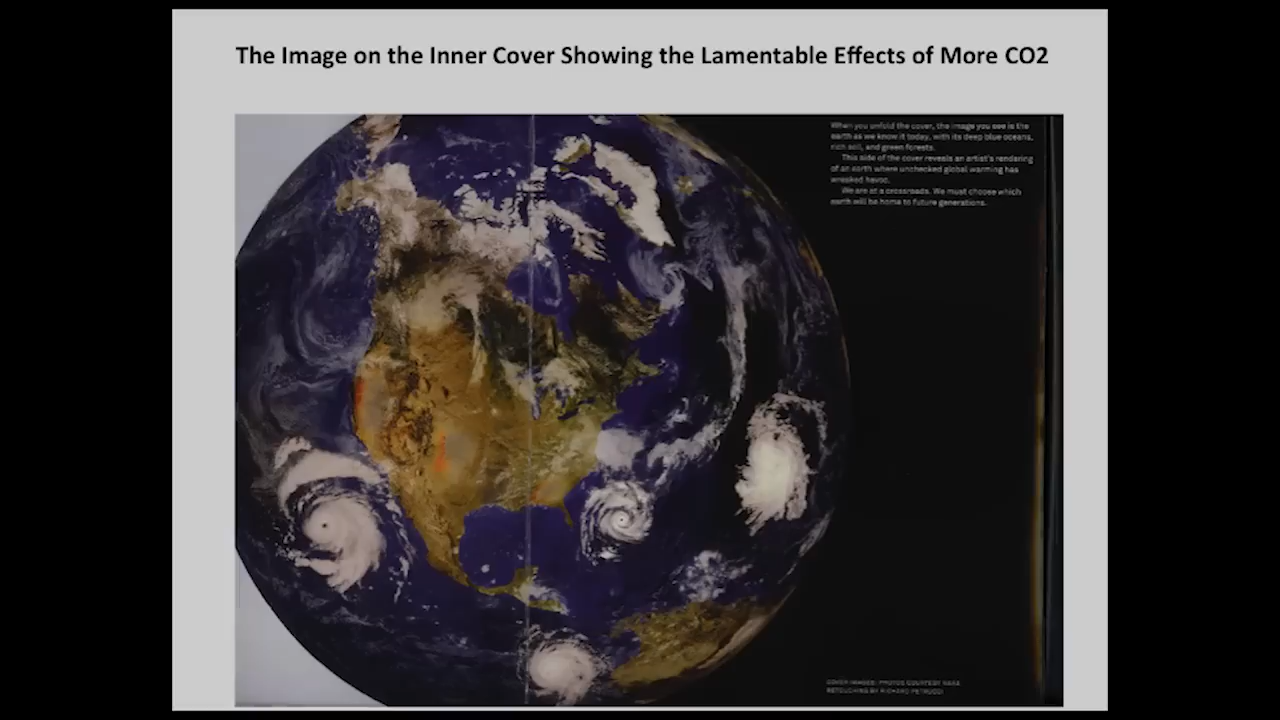 The Image on the Inner Cover Showing the Lamentable Effects of More CO2
When you unfold the cover, the image you see is the
earth as we know it today, with its deep blue oceans,
rich soil, and green forests.
This side of the cover reveals an artist's rendering
of an earth where unchecked global warming has
wreaked havoc.
We are at a crossroads. We must choose which
earth will be home to future generations.
COVER IMAGES: PHOTOS COURTESY NASA
RETOUCHING BY RICHARD PETRUCCI